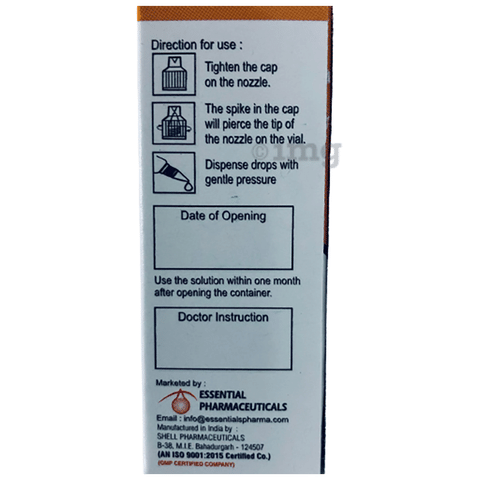 Direction for use :
Tighten the cap
on the nozzle.
The spike in the cap
will pierce the tip of
the nozzle on the vial.
Dispense drops with
gentle pressure
Date of Opening
Use the solution within one month
after opening the container.
Doctor Instruction
Marketed by :
ESSENTIAL
PHARMACEUTICALS
Email : info@essentialspharma.com
Manufactured in India by :
SHELL PHARMACEUTICALS
B-38, M.I.E. Bahadurgarh - 124507
(AN ISO 9001:2015 Certified Co.)
(GMP CERTIFIED COMPANY)